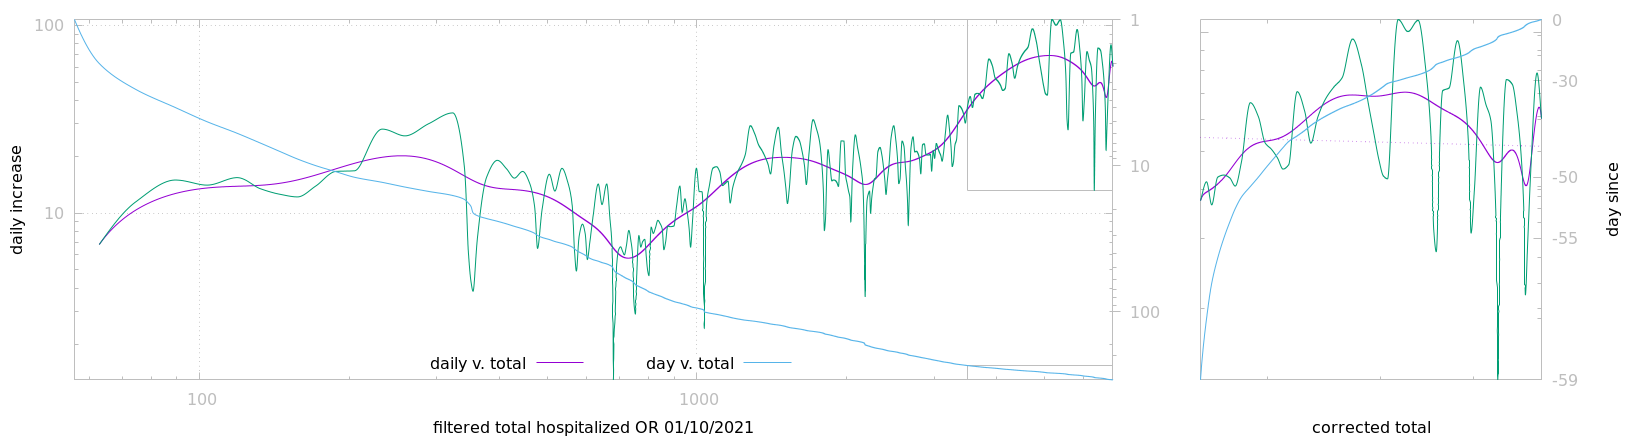 100
10
daily increase
1
10
100
daily v. total
day v. total
100
1000
filtered total hospitalized OR 01/10/2021
0
-30
-50
-55
-59
day since
corrected total